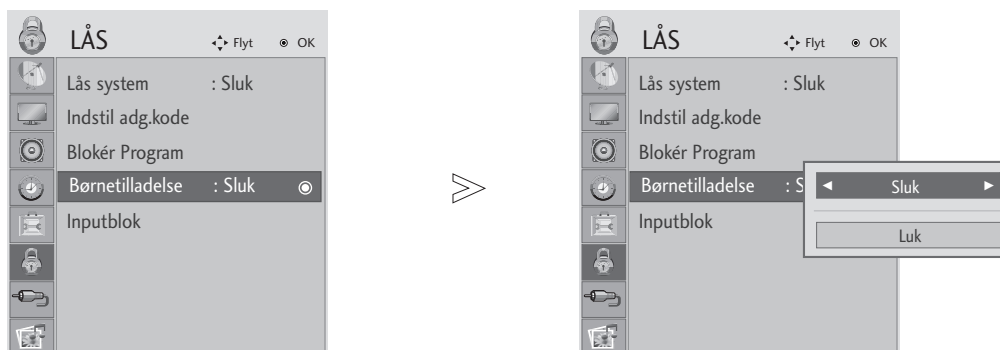 LÅS Flyt OK
Lås system : Sluk
Indstil adg.kode
Blokér Program
Børnetilladelse : Sluk
Inputblok
LÅS Flyt OK
Lås system : Sluk
Indstil adg.kode
Blokér Program
Børnetilladelse : S
Inputblok
Sluk
Luk